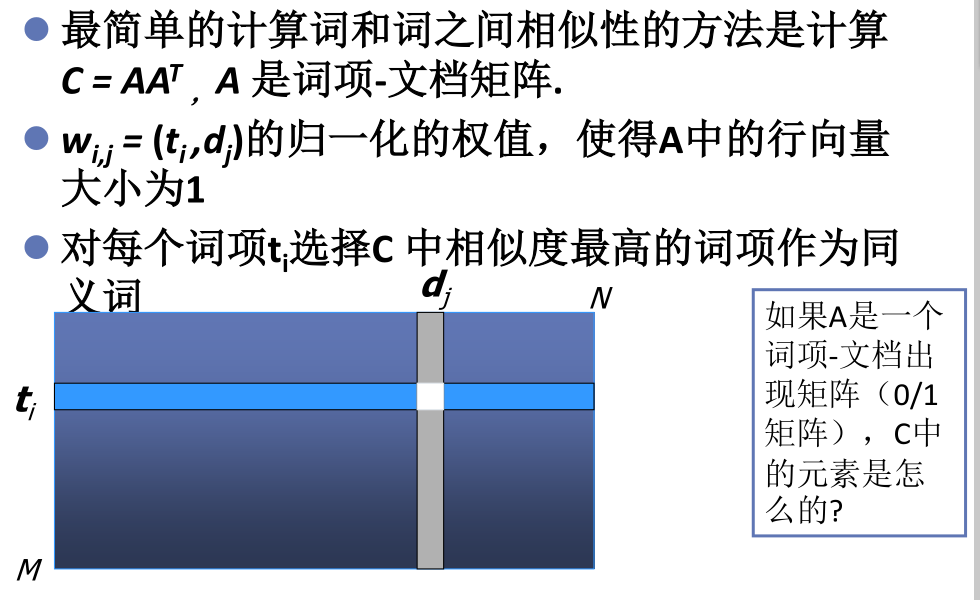 最简单的计算词和词之间相似性的方法是计算
C = AAᵀ , A 是词项-文档矩阵.
wi,j = (ti,dj)的归一化的权值，使得A中的行向量
大小为1
对每个词项ti选择C 中相似度最高的词项作为同
义词
dj
N
ti
M
如果A是一个
词项-文档出
现矩阵（0/1
矩阵），C中
的元素是怎
么的?